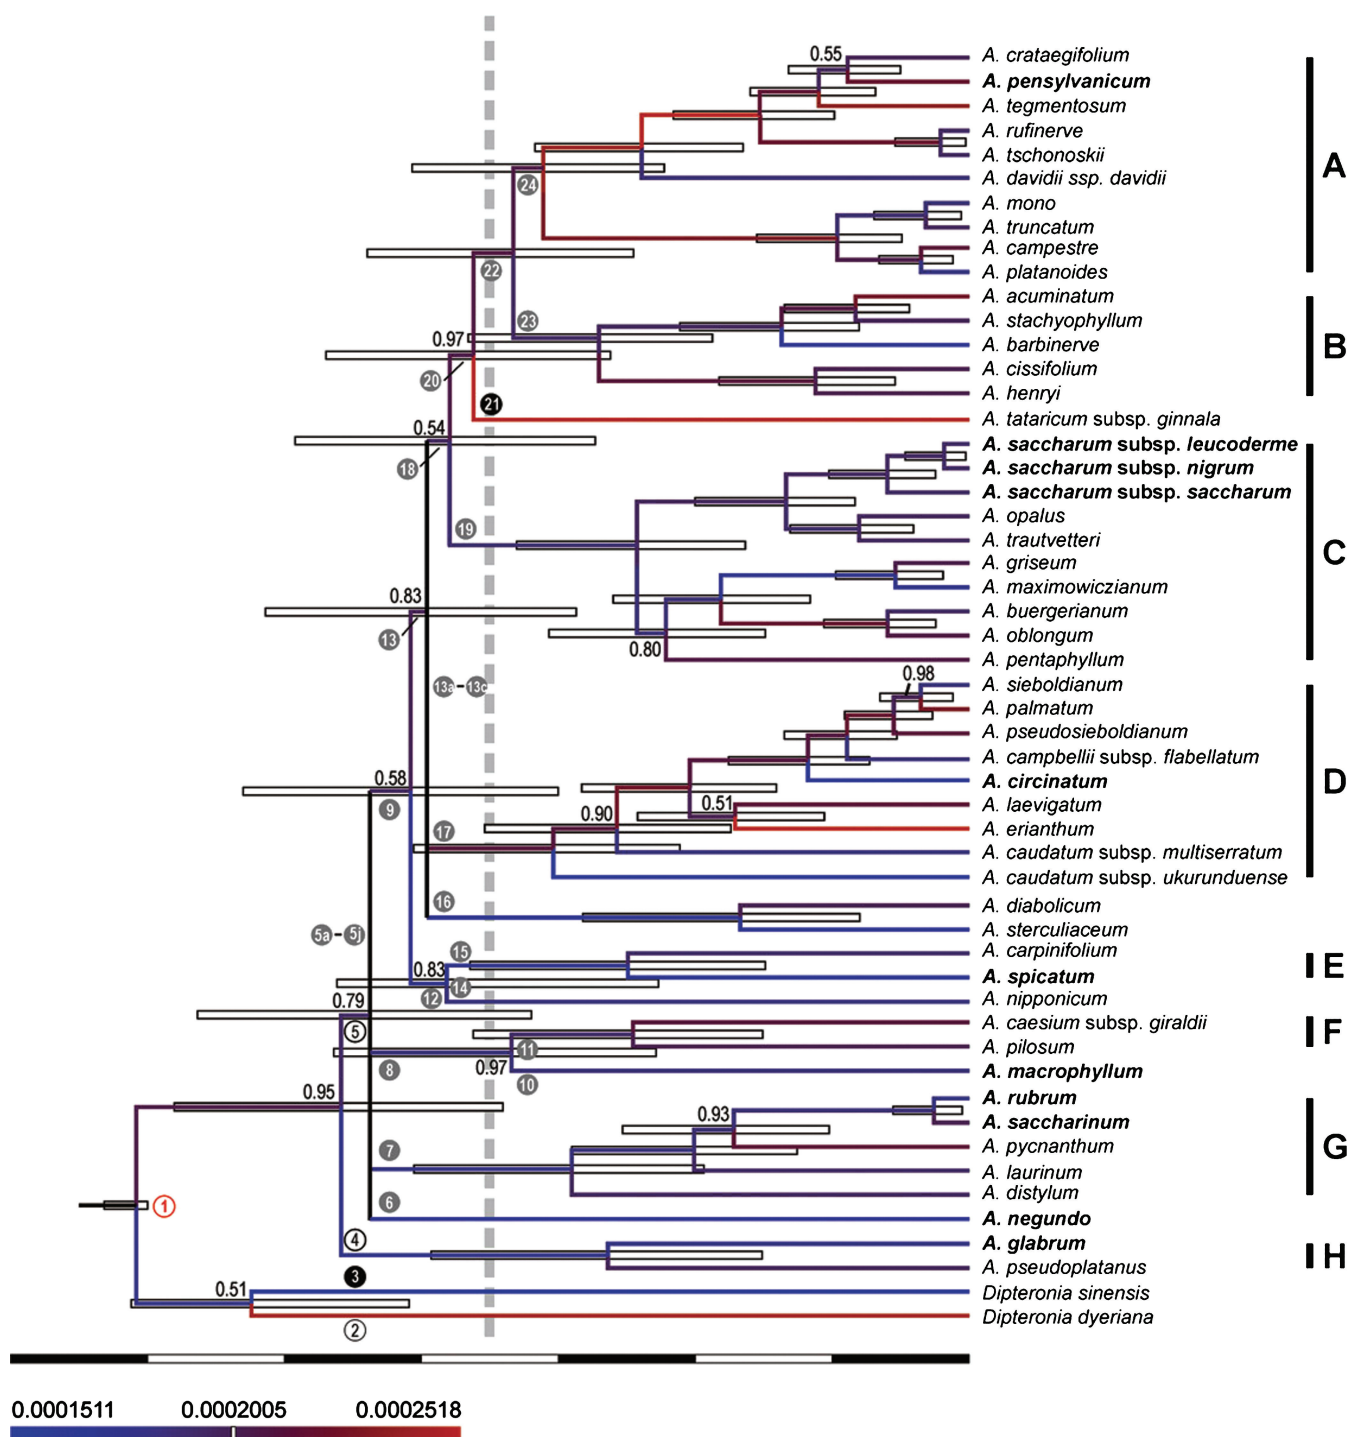 0.55
A. crataegifolium
A. pensylvanicum
A. tegmentosum
A. rufinerve
A. tschonoskii
A
24
A. davidii ssp. davidii
A. mono
A. truncatum
A. campestre
22
A. platanoides
A. acuminatum
23
A. stachyophyllum
0.97
A. barbinerve
B
20
A. cissifolium
A. henryi
21
A. tataricum subsp. ginnala
0.54
A. saccharum subsp. leucoderme
18
A. saccharum subsp. nigrum
A. saccharum subsp. saccharum
19
A. opalus
A. trautvetteri
C
A. griseum
0.83
A. maximowiczianum
13
A. buergerianum
A. oblongum
0.80
A. pentaphyllum
0.98
13a-13c
A. sieboldianum
A. palmatum
A. pseudosieboldianum
A. campbellii subsp. flabellatum
0.58
A. circinatum
D
9
0.90
0.51
A. laevigatum
17
A. erianthum
A. caudatum subsp. multiserratum
A. caudatum subsp. ukurunduense
16
A. diabolicum
5a-5j
A. sterculiaceum
15
A. carpinifolium
0.83
14
A. spicatum
E
12
0.79
A. nipponicum
5
A. caesium subsp. giraldii
F
11
A. pilosum
8
0.97
10
A. macrophyllum
0.95
A. rubrum
0.93
A. saccharinum
7
A. pycnanthum
G
A. laurinum
6
A. distylum
1
A. negundo
4
A. glabrum
H
3
A. pseudoplatanus
0.51
Dipteronia sinensis
2
Dipteronia dyeriana
0.0001511 0.0002005 0.0002518